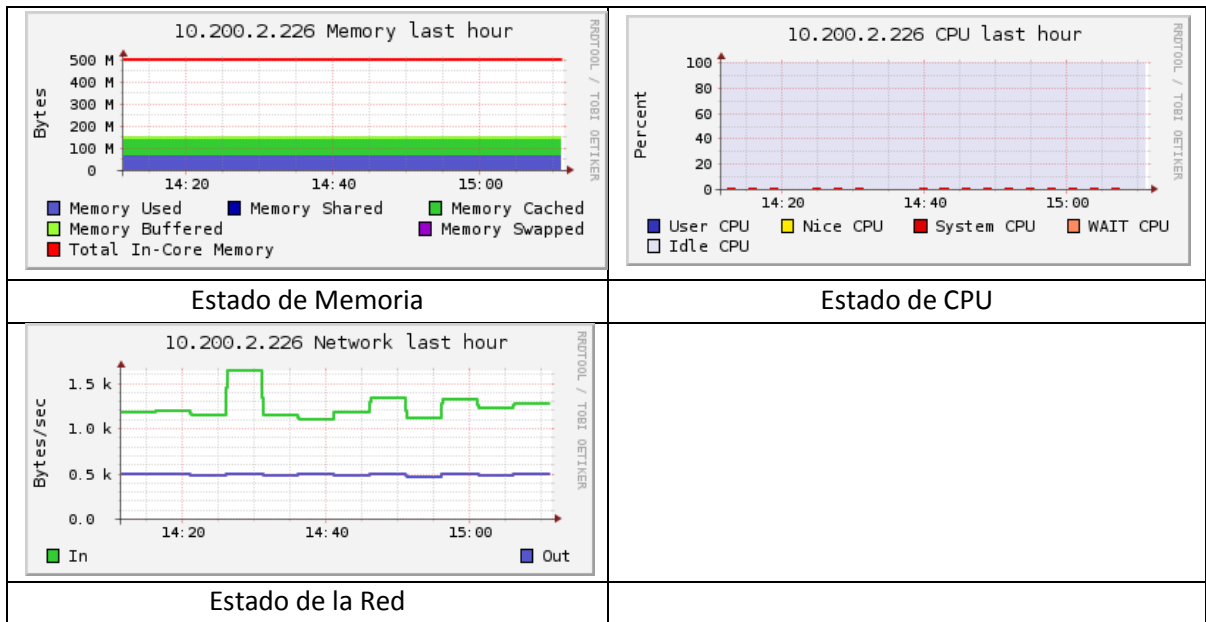 10.200.2.226 Memory last hour
RRDTOOL / TOBI OETIKER
Bytes
500 M
400 M
300 M
200 M
100 M
0
14:20 14:40 15:00
Memory Used Memory Shared Memory Cached
Memory Buffered Memory Swapped
Total In-Core Memory
10.200.2.226 CPU last hour
RRDTOOL / TOBI OETIKER
Percent
100
80
60
40
20
0
14:20 14:40 15:00
User CPU Nice CPU System CPU WAIT CPU
Idle CPU
Estado de Memoria
Estado de CPU
10.200.2.226 Network last hour
RRDTOOL / TOBI OETIKER
Bytes/sec
1.5 k
1.0 k
0.5 k
0.0
14:20 14:40 15:00
In Out
Estado de la Red